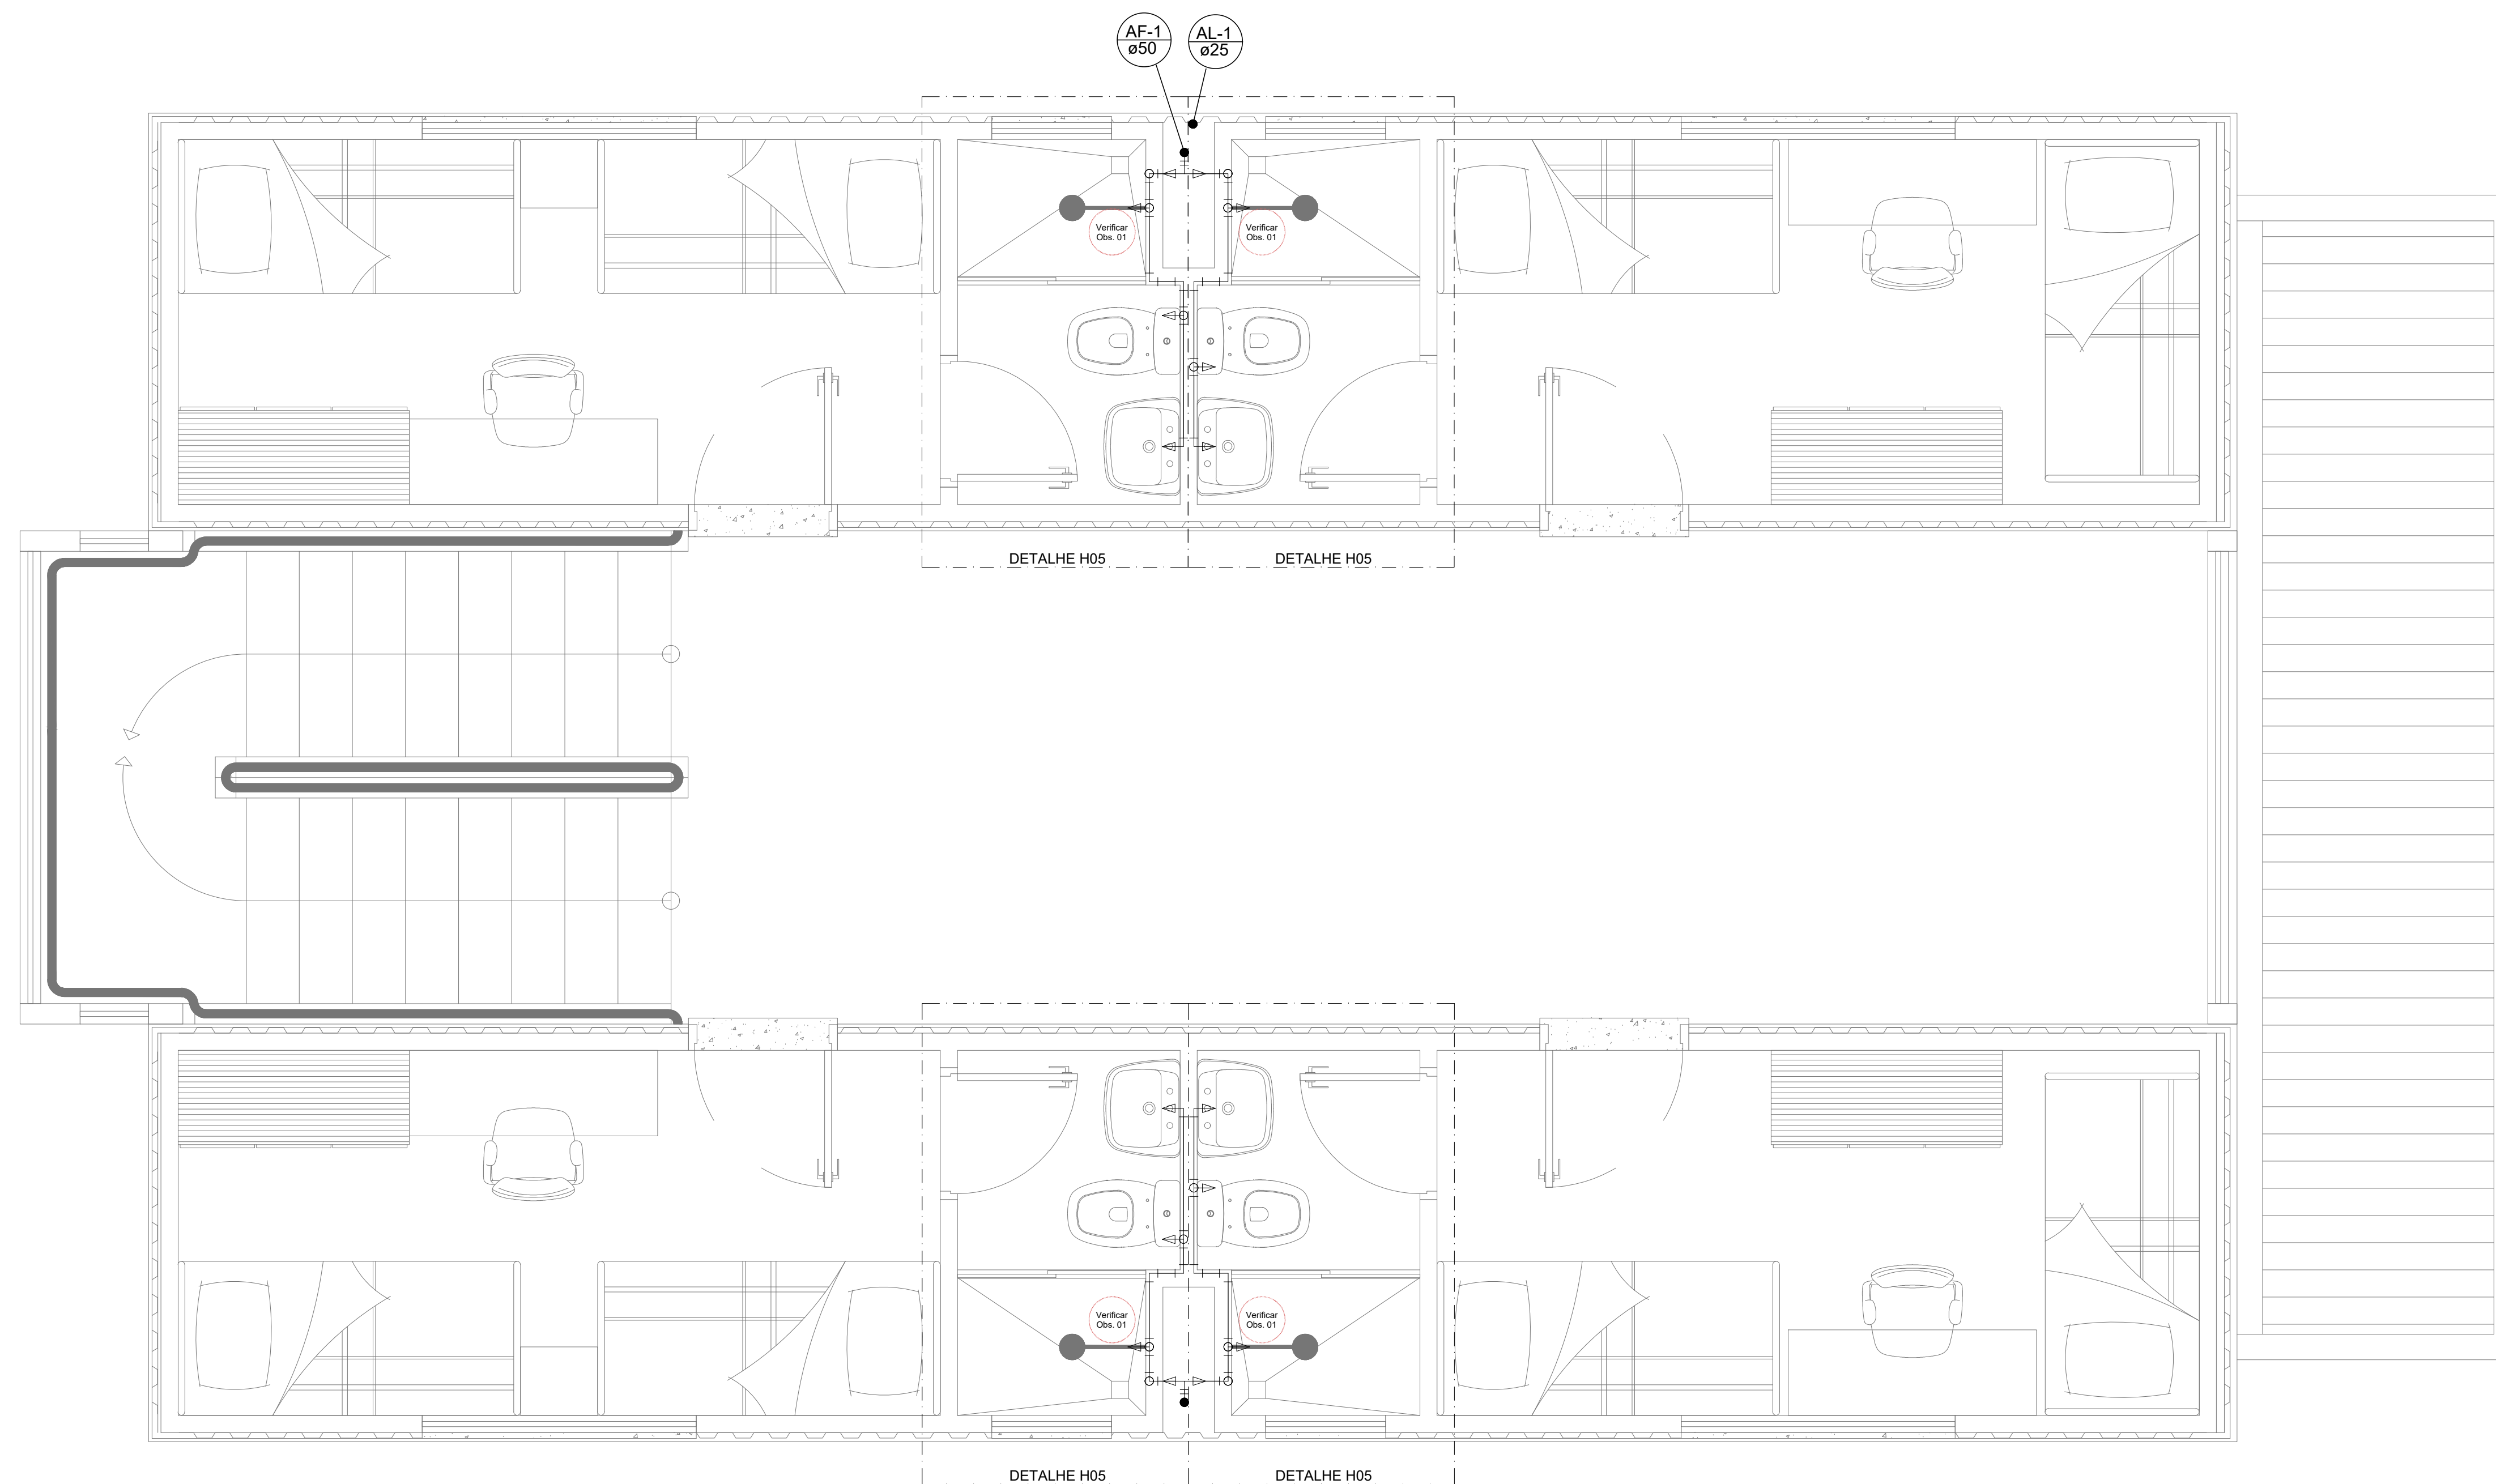 AF-1
ø50
AL-1
ø25
Verificar
Obs. 01
Verificar
Obs. 01
DETALHE H05
DETALHE H05
Verificar
Obs. 01
Verificar
Obs. 01
DETALHE H05
DETALHE H05